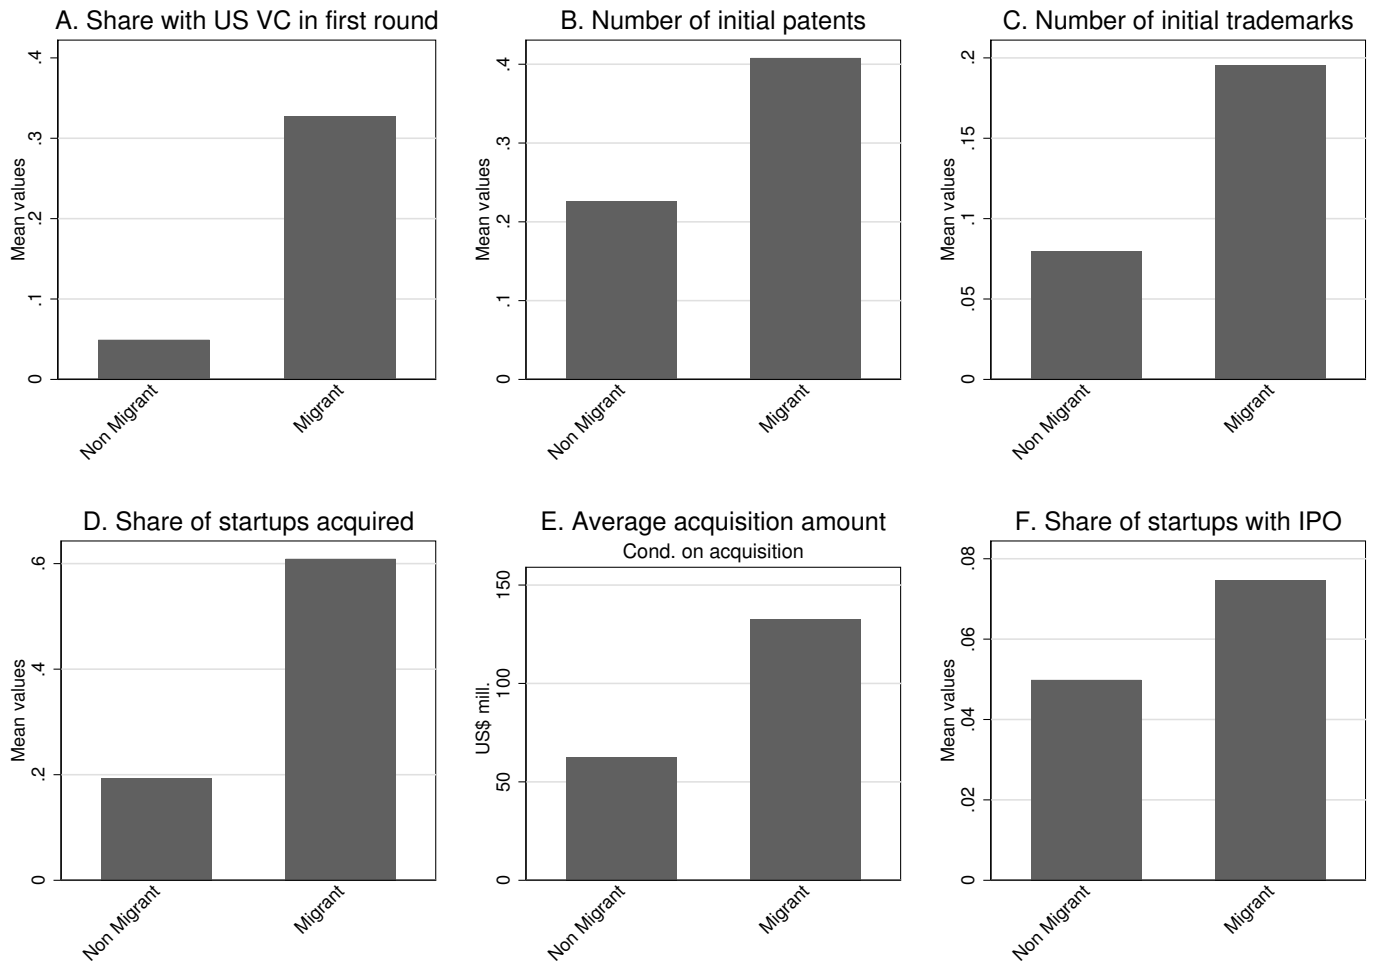 A. Share with US VC in first round
Mean values
.4
.3
.2
.1
0
Non Migrant
Migrant
B. Number of initial patents
Mean values
.4
.3
.2
.1
0
Non Migrant
Migrant
C. Number of initial trademarks
Mean values
.2
.15
.1
.05
0
Non Migrant
Migrant
D. Share of startups acquired
Mean values
.6
.4
.2
0
Non Migrant
Migrant
E. Average acquisition amount
Cond. on acquisition
US$ mill.
150
100
50
0
Non Migrant
Migrant
F. Share of startups with IPO
Mean values
.08
.06
.04
.02
0
Non Migrant
Migrant